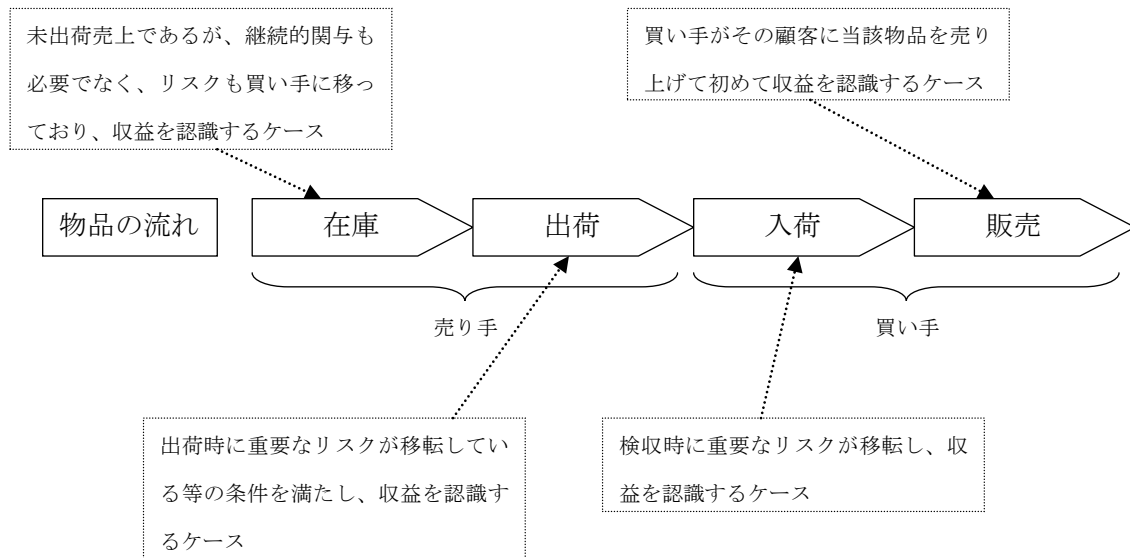 未出荷売上であるが、継続的関与も
必要でなく、リスクも買い手に移っ
ており、収益を認識するケース
買い手がその顧客に当該物品を売り
上げて初めて収益を認識するケース
物品の流れ
在庫
出荷
入荷
販売
売り手
買い手
出荷時に重要なリスクが移転してい
る等の条件を満たし、収益を認識す
るケース
検収時に重要なリスクが移転し、収
益を認識するケース